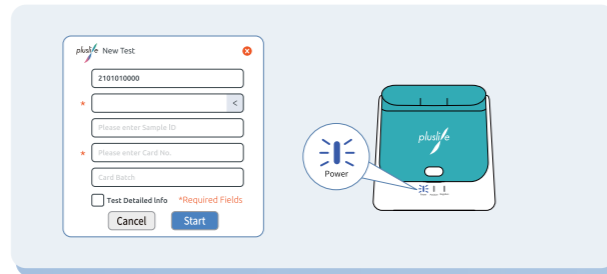 pluslife New Test
2101010000
*
<
Please enter Sample ID
* Please enter Card No.
Card Batch
Test Detailed Info *Required Fields
Cancel Start
pluslife
Power